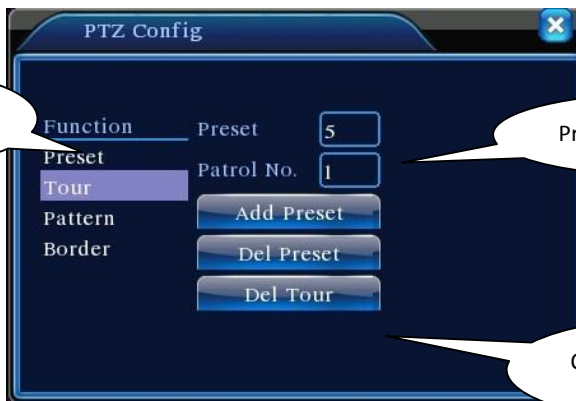 PTZ Config
Function
Preset
Tour
Pattern
Border
Preset 5
Patrol No. 1
Add Preset
Del Preset
Del Tour